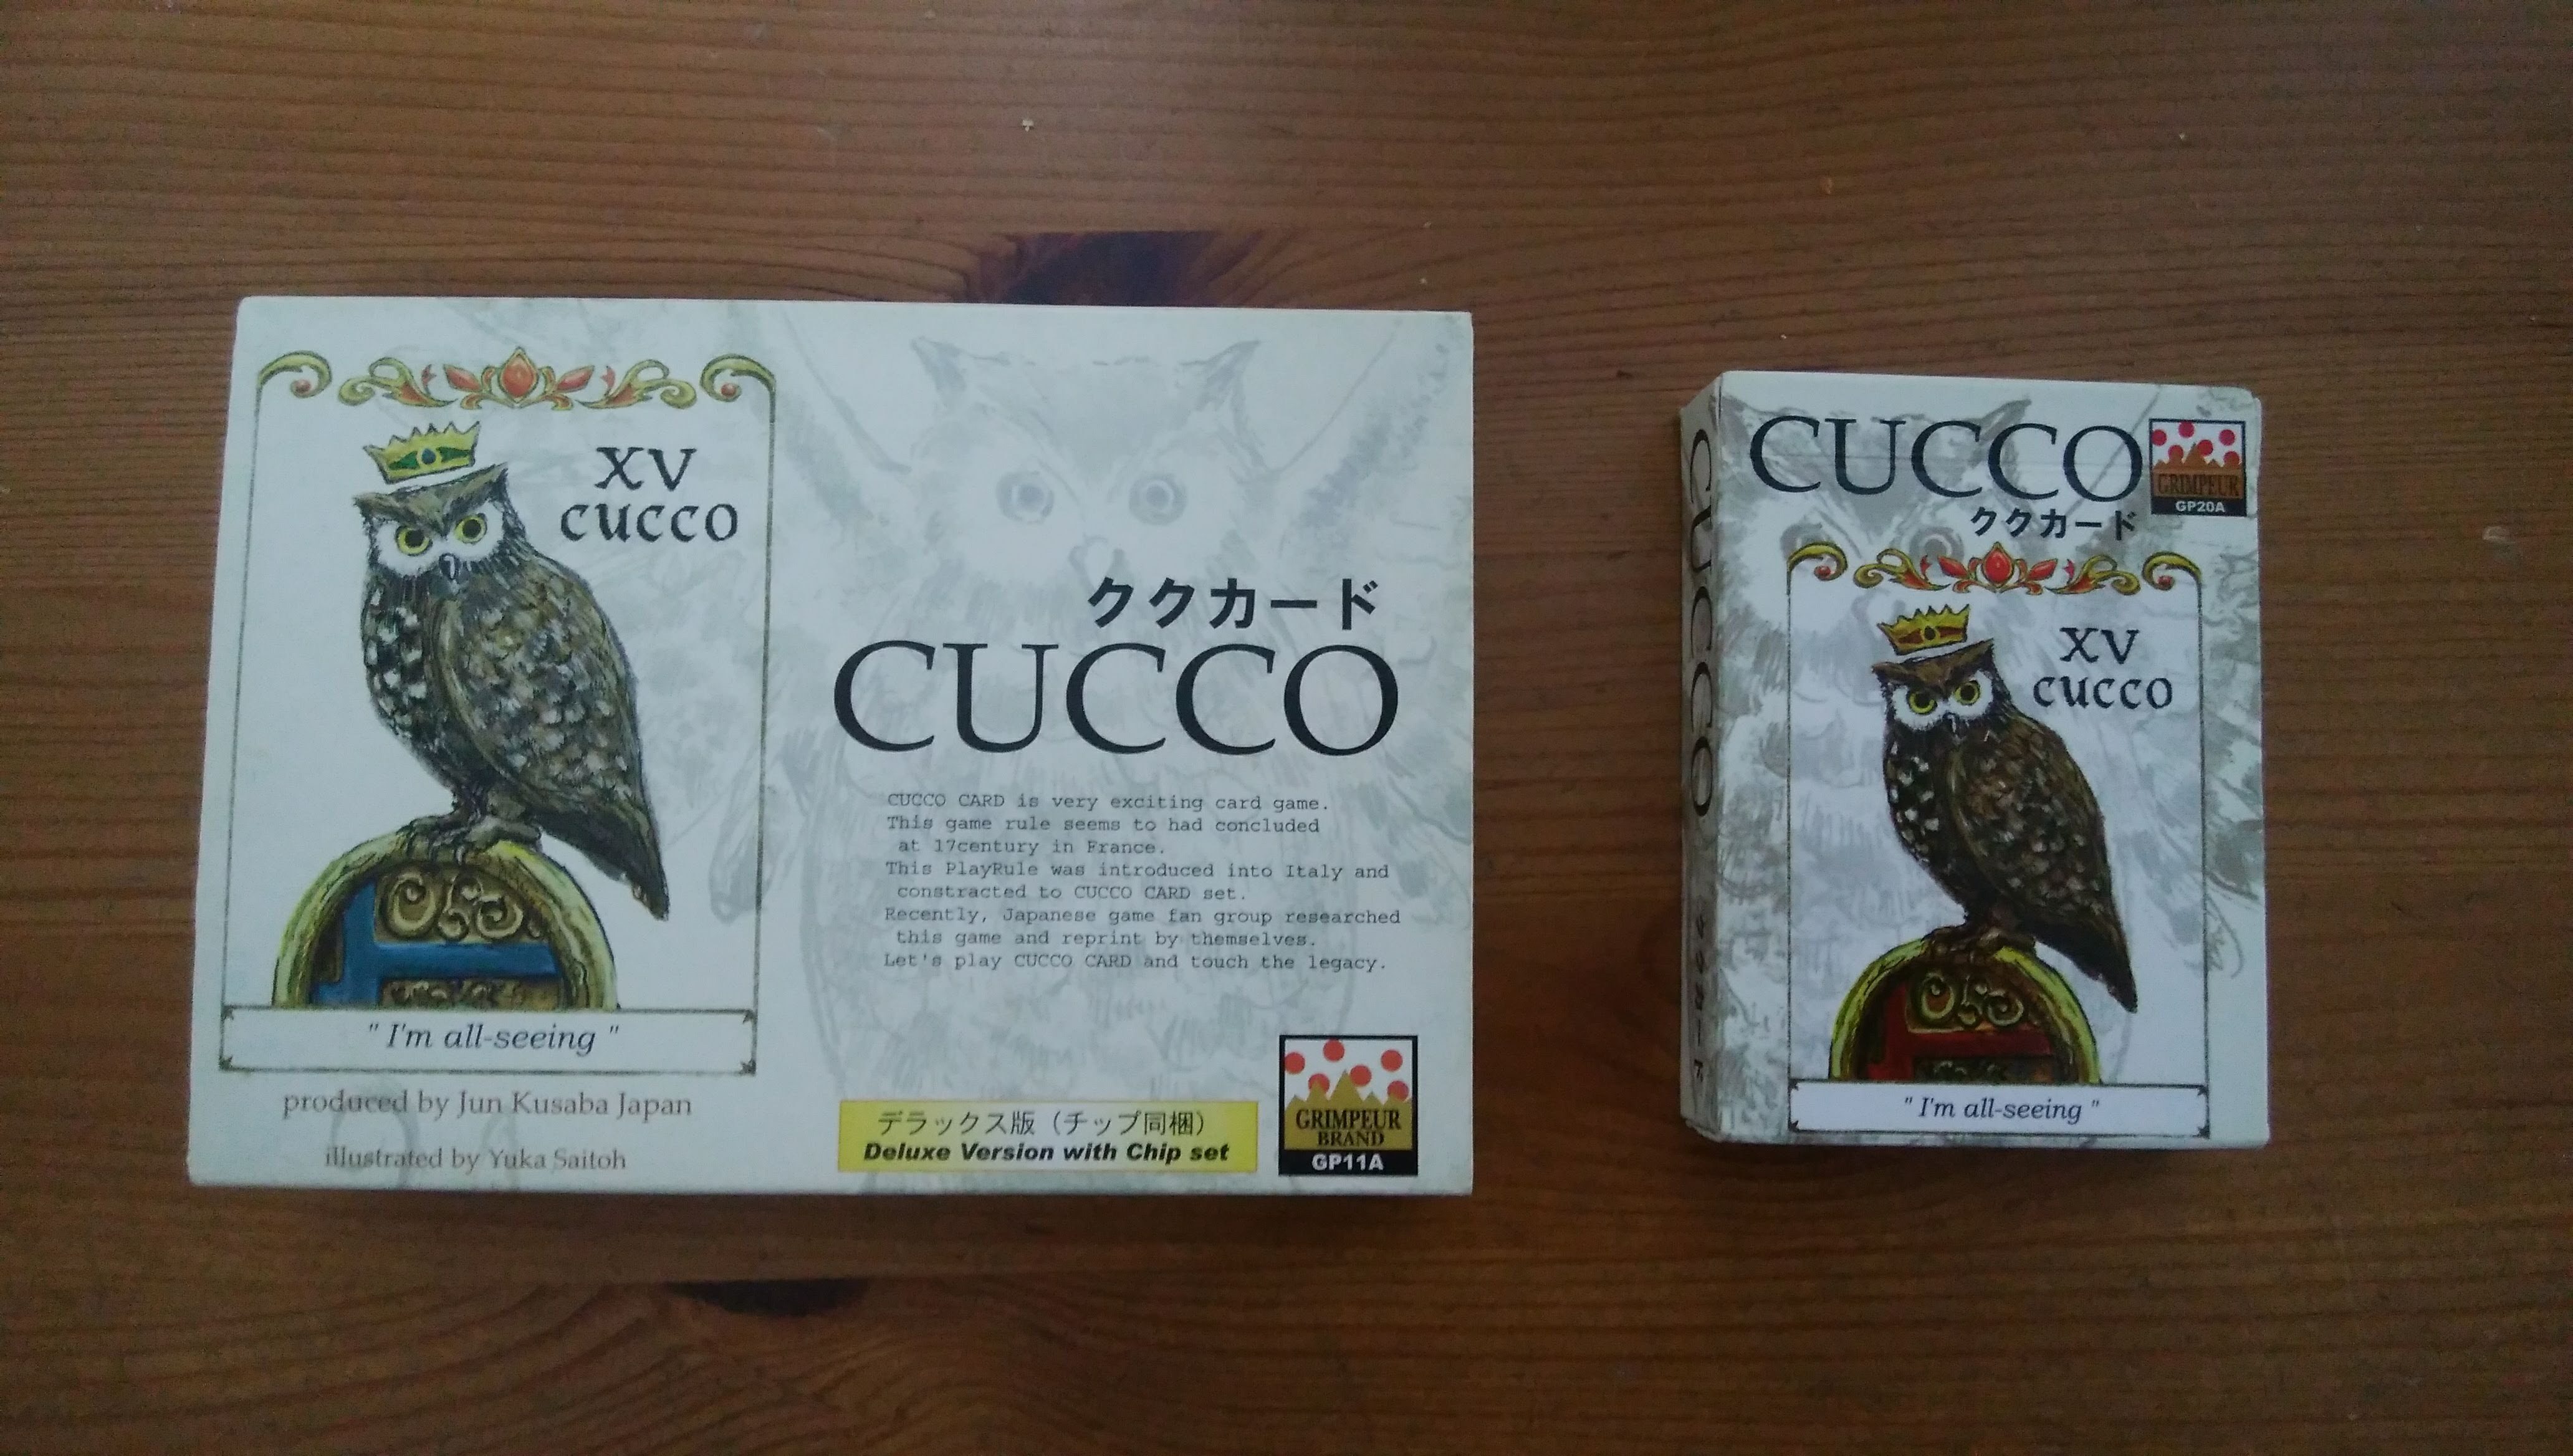 XV
CUCCO
ククカード
CUCCO
CUCCO CARD is very exciting card game.
This game rule seems to had concluded
at 17century in France.
This PlayRule was introduced into Italy and
constracted to CUCCO CARD set.
Recently, Japanese game fan group researched
this game and reprint by themselves.
Let's play CUCCO CARD and touch the legacy.
" I'm all-seeing "
produced by Jun Kusaba Japan
illustrated by Yuka Saitoh
デラックス版（チップ同梱）
Deluxe Version with Chip set
GRIMPEUR
BRAND
GP11A
CUCCO
ククカード
CUCCO
ククカード
GRIMPEUR
GP20A
XV
CUCCO
" I'm all-seeing "